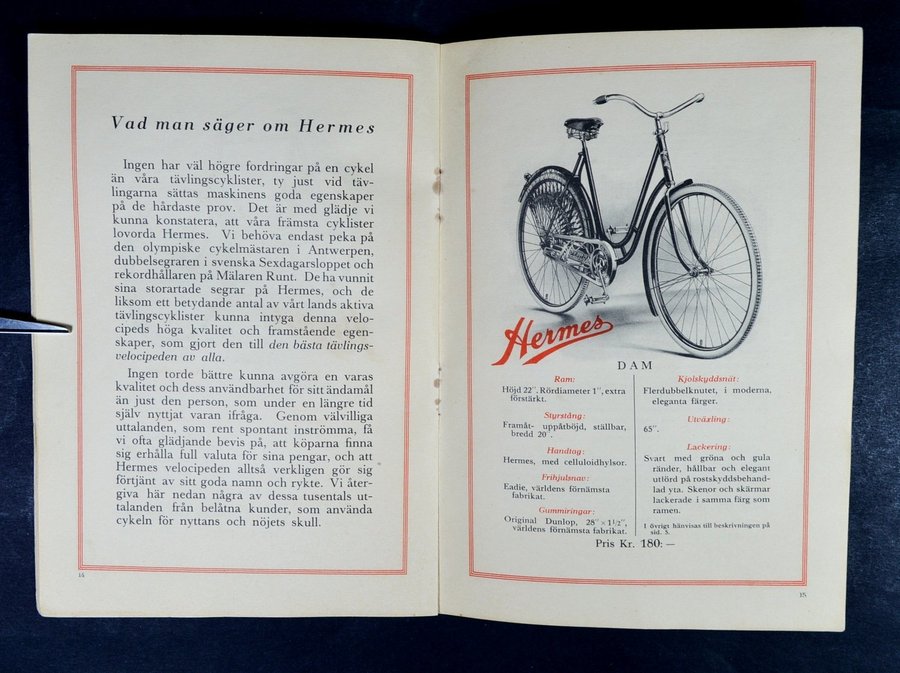 Vad man säger om Hermes
Ingen har väl högre fordringar på en cykel
än våra tävlingscyklister, ty just vid täv-
lingarna sättas maskinens goda egenskaper
på de hårdaste prov. Det är med glädje vi
kunna konstatera, att våra främsta cyklister
lovorda Hermes. Vi behöva endast peka på
den olympiske cykelmästaren i Antwerpen,
dubbelsegraren i svenska Sexdagarsloppet och
rekordhållaren på Mälaren Runt. De ha vunnit
sina storartade segrar på Hermes, och de
liksom ett betydande antal av vårt lands aktiva
tävlingscyklister kunna intyga denna velo-
cipeds höga kvalitet och framstående egen-
skaper, som gjort den till den bästa tävlings-
velocipeden av alla.
Ingen torde bättre kunna avgöra en varas
kvalitet och dess användbarhet för sitt ändamål
än just den person, som under en längre tid
själv nyttjat varan ifråga. Genom välvilliga
uttalanden, som rent spontant inströmma, få
vi ofta glädjande bevis på, att köparna finna
sig erhålla full valuta för sina pengar, och att
Hermes velocipeden alltså verkligen gör sig
förtjänt av sitt goda namn och rykte. Vi åter-
giva här nedan några av dessa tusentals ut-
talanden från belåtna kunder, som använda
cykeln för nyttans och nöjets skull.
14
Hermes
DAM
Ram:
Höjd 22", Rördiameter 1", extra
förstärkt.
Styrstång:
Framåt- uppåtböjd, ställbar,
bredd 20".
Handtag:
Hermes, med celluloidhylsor.
Frihjulsnav:
Eadie, världens förnämsta
fabrikat.
Gummiringar:
Original Dunlop, 28" × 1 1/2",
världens förnämsta fabrikat.
Kjolskyddsnät:
Flerdubbelknutet, i moderna,
eleganta färger.
Utväxling:
65".
Lackering:
Svart med gröna och gula
ränder, hållbar och elegant
utförd på rostskyddsbehand-
lad yta. Skenor och skärmar
lackerade i samma färg som
ramen.
I övrigt hänvisas till beskrivningen på
sid. 5.
Pris Kr. 180: —
15